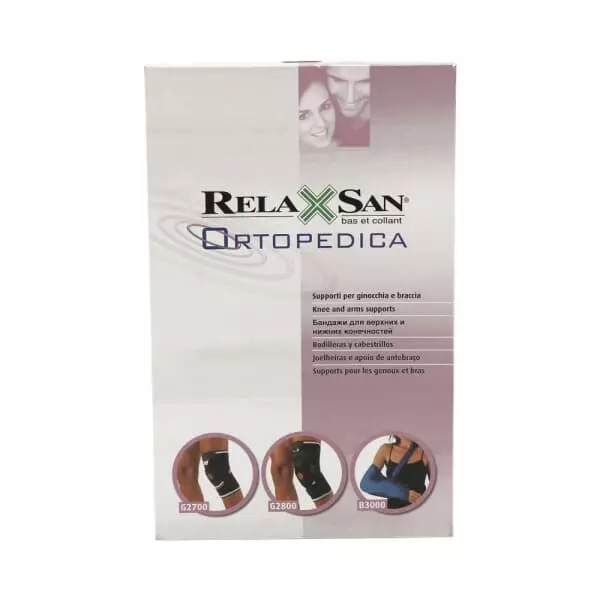 RELAXSAN®
bas et collant
ORTOPEDICA
Supporti per ginocchia e braccia
Knee and arms supports
Бандажи для верхних и
нижних конечностей
Rodilleras y cabestrillos
Joelheiras e apoio de antebraço
Supports pour les genoux et bras
G2700
G2800
B3000